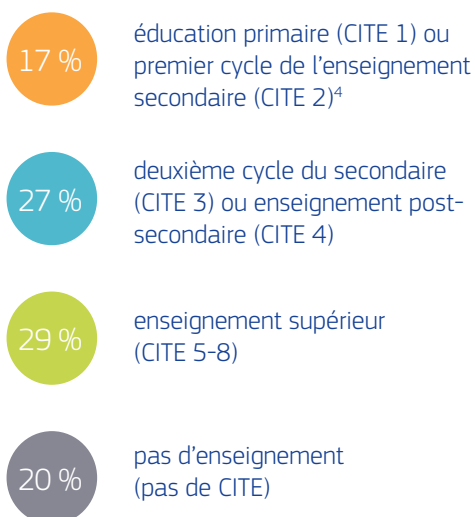 17 %
éducation primaire (CITE 1) ou
premier cycle de l’enseignement
secondaire (CITE 2)⁴
27 %
deuxième cycle du secondaire
(CITE 3) ou enseignement post-
secondaire (CITE 4)
29 %
enseignement supérieur
(CITE 5-8)
20 %
pas d’enseignement
(pas de CITE)